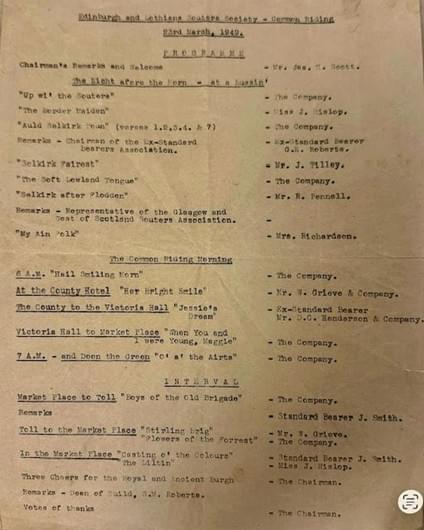 Edinburgh and Lothians Souters Society - Common Riding
23rd March, 1949.
PROGRAMME
Chairman's Remarks and Welcome - Mr. Jas. H. Scott.
The Nicht afore the Morn - at a Bussin'
"Up wi' the Souters" - The Company.
"The Border Maiden" - Miss J. Hislop.
"Auld Selkirk Toun" (verses 1.2.3.4. & 7) - The Company.
Remarks - Chairman of the Ex-Standard - Ex-Standard Bearer
Bearers Association. G.H. Roberts.
"Selkirk Fairest" - Mr. J. Tilley.
"The Soft Lowland Tongue" - The Company.
"Selkirk after Flodden" - Mr. R. Fennell.
Remarks - Representative of the Glasgow and
West of Scotland Souters Association. -
"My Ain Folk" - Mrs. Richardson.
The Common Riding Morning
6 A.M. "Hail Smiling Morn" - The Company.
At the County Hotel "Her Bright Smile" - Mr. W. Grieve & Company.
The County to the Victoria Hall "Jessie's - Ex-Standard Bearer
Dream" Mr. D.C. Henderson & Company.
Victoria Hall to Market Place "When You and
I were Young, Maggie" - The Company.
7 A.M. - and Doon the Green "O' a' the Airts" - The Company.
INTERVAL
Market Place to Toll "Boys of the Old Brigade" - The Company.
Remarks - Standard Bearer J. Smith.
Toll to the Market Place "Stirling Brig" - Mr. W. Grieve.
"Flowers of the Forrest" - The Company.
In the Market Place "Casting o' the Colours" - Standard Bearer J. Smith.
"The Liltin" - Miss J. Hislop.
Three Cheers for the Royal and Ancient Burgh - The Chairman.
Remarks - Dean of Guild, S.M. Roberts.
Votes of thanks - The Chairman.